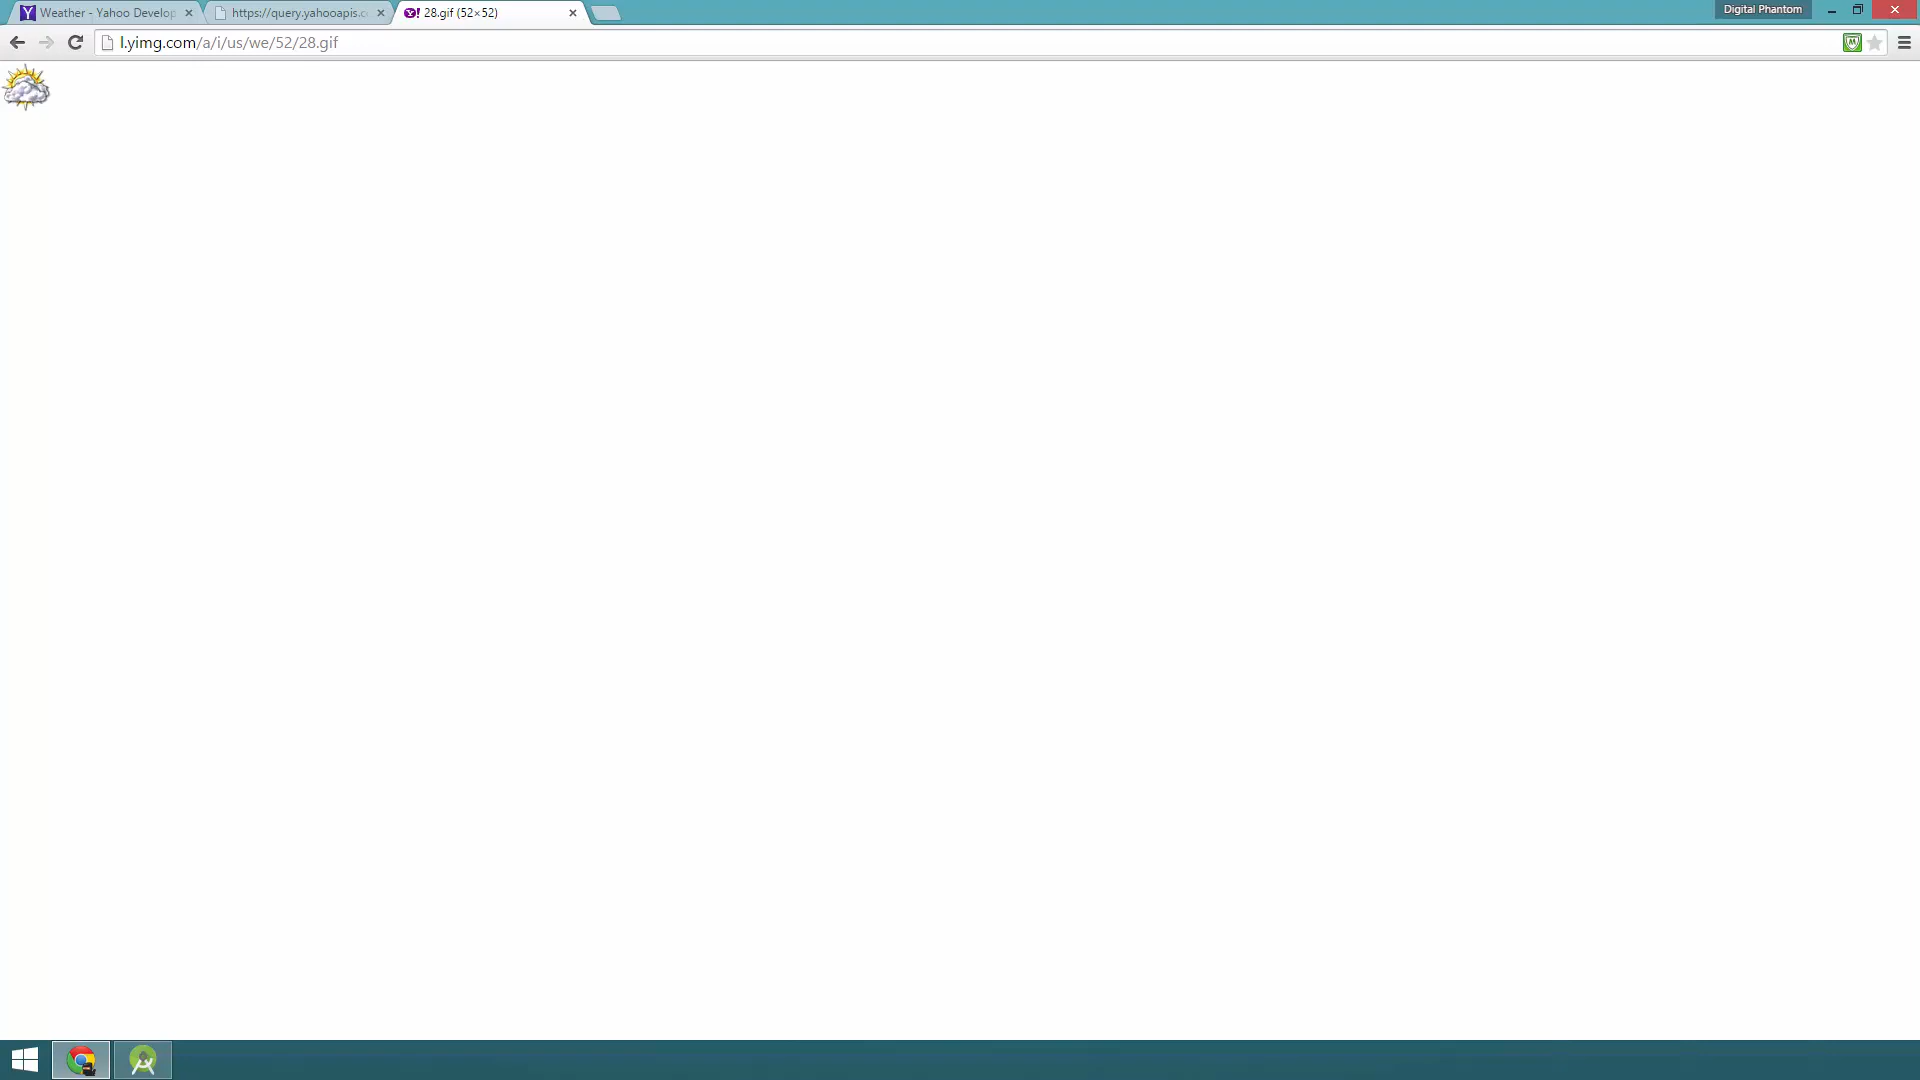 Weather - Yahoo Develop
https://query.yahooapis.c
28.gif (52×52)
Digital Phantom
l.yimg.com/a/i/us/we/52/28.gif